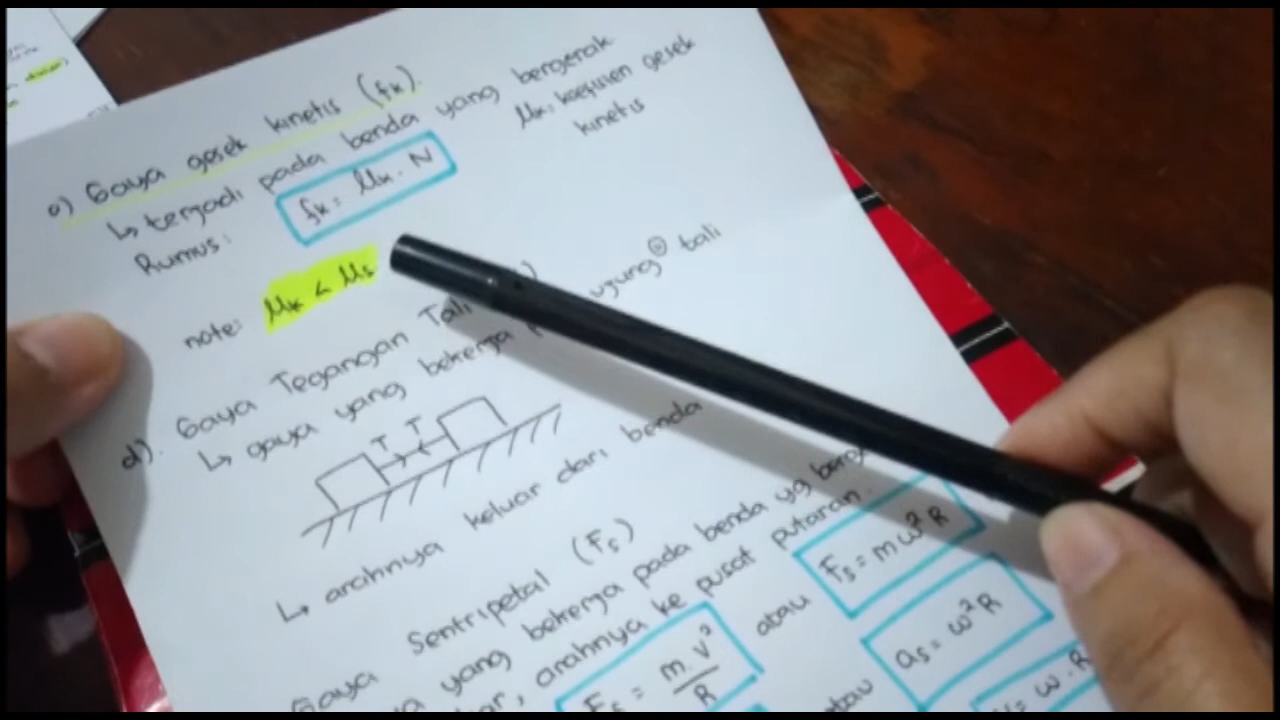 c) Gaya gesek kinetis (fk).
↳ terjadi pada benda yang bergerak
Rumus: fk = μk . N
μk: koefisien gesek
kinetis
note: μk < μs
d). Gaya Tegangan Tali
↳ gaya yang bekerja ujung² tali
T T
↳ arahnya keluar dari benda
Gaya Sentripetal (Fs)
yang bekerja pada benda yg
arahnya ke pusat putaran.
Fs = m.V² / R atau Fs = mω²R
as = ω²R
ω . R